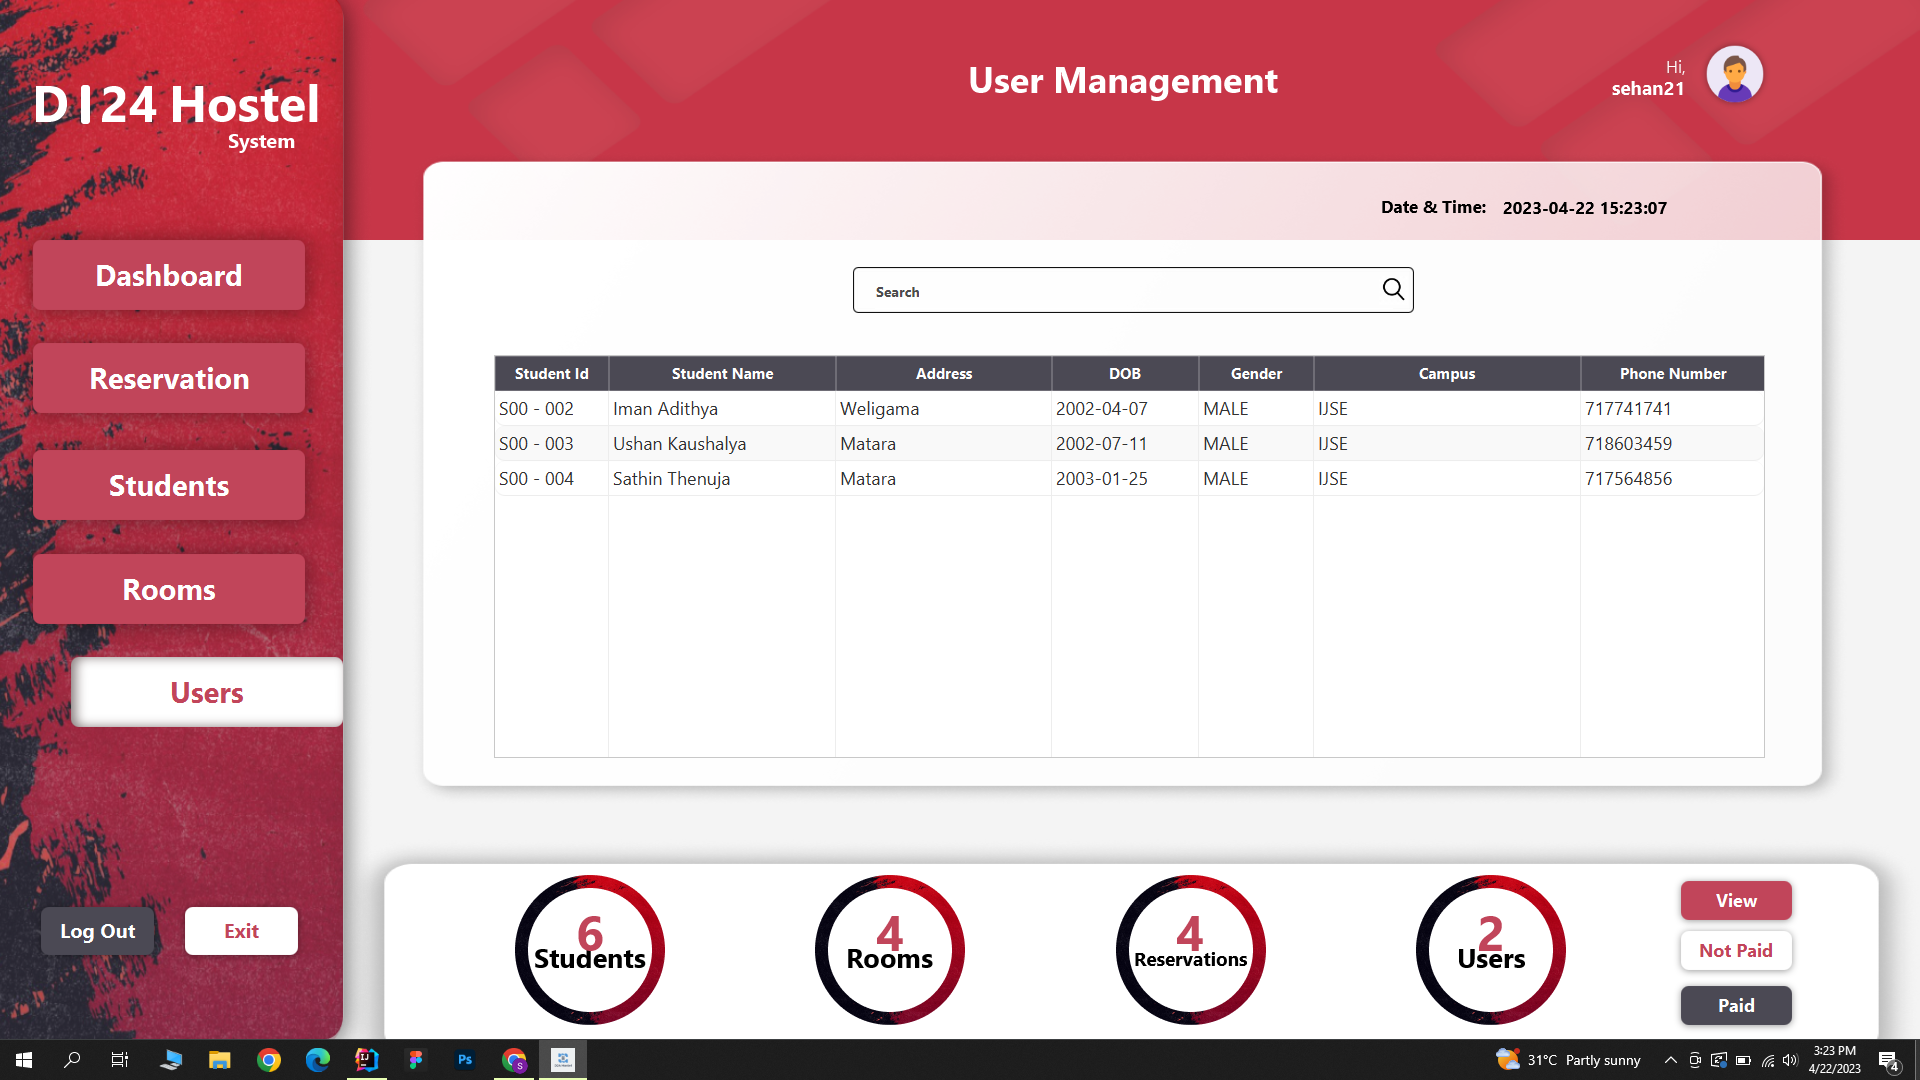 D | 24 Hostel
System
Dashboard
Reservation
Students
Rooms
Users
Log Out
Exit
User Management
Hi,
sehan21
Date & Time: 2023-04-22 15:23:07
Search
Student Id Student Name Address DOB Gender Campus Phone Number
S00 - 002 Iman Adithya Weligama 2002-04-07 MALE IJSE 717741741
S00 - 003 Ushan Kaushalya Matara 2002-07-11 MALE IJSE 718603459
S00 - 004 Sathin Thenuja Matara 2003-01-25 MALE IJSE 717564856
6
Students
4
Rooms
4
Reservations
2
Users
View
Not Paid
Paid
IJ
Ps
S
31°C Partly sunny
3:23 PM
4/22/2023
4